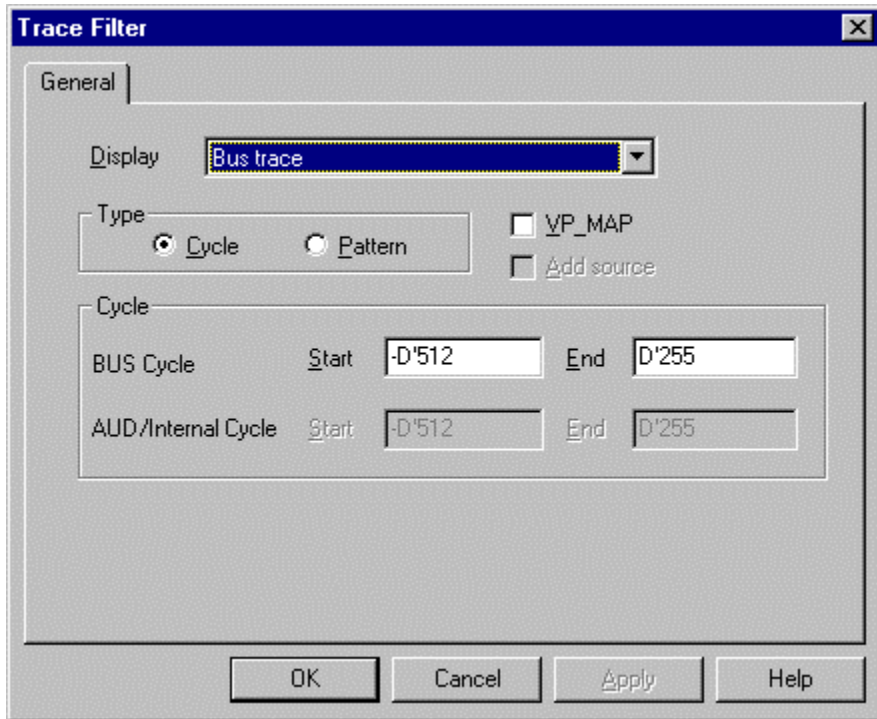 Trace Filter
General
Display Bus trace
Type
Cycle Pattern
VP_MAP
Add source
Cycle
BUS Cycle Start -D'512 End D'255
AUD/Internal Cycle Start -D'512 End D'255
OK Cancel Apply Help